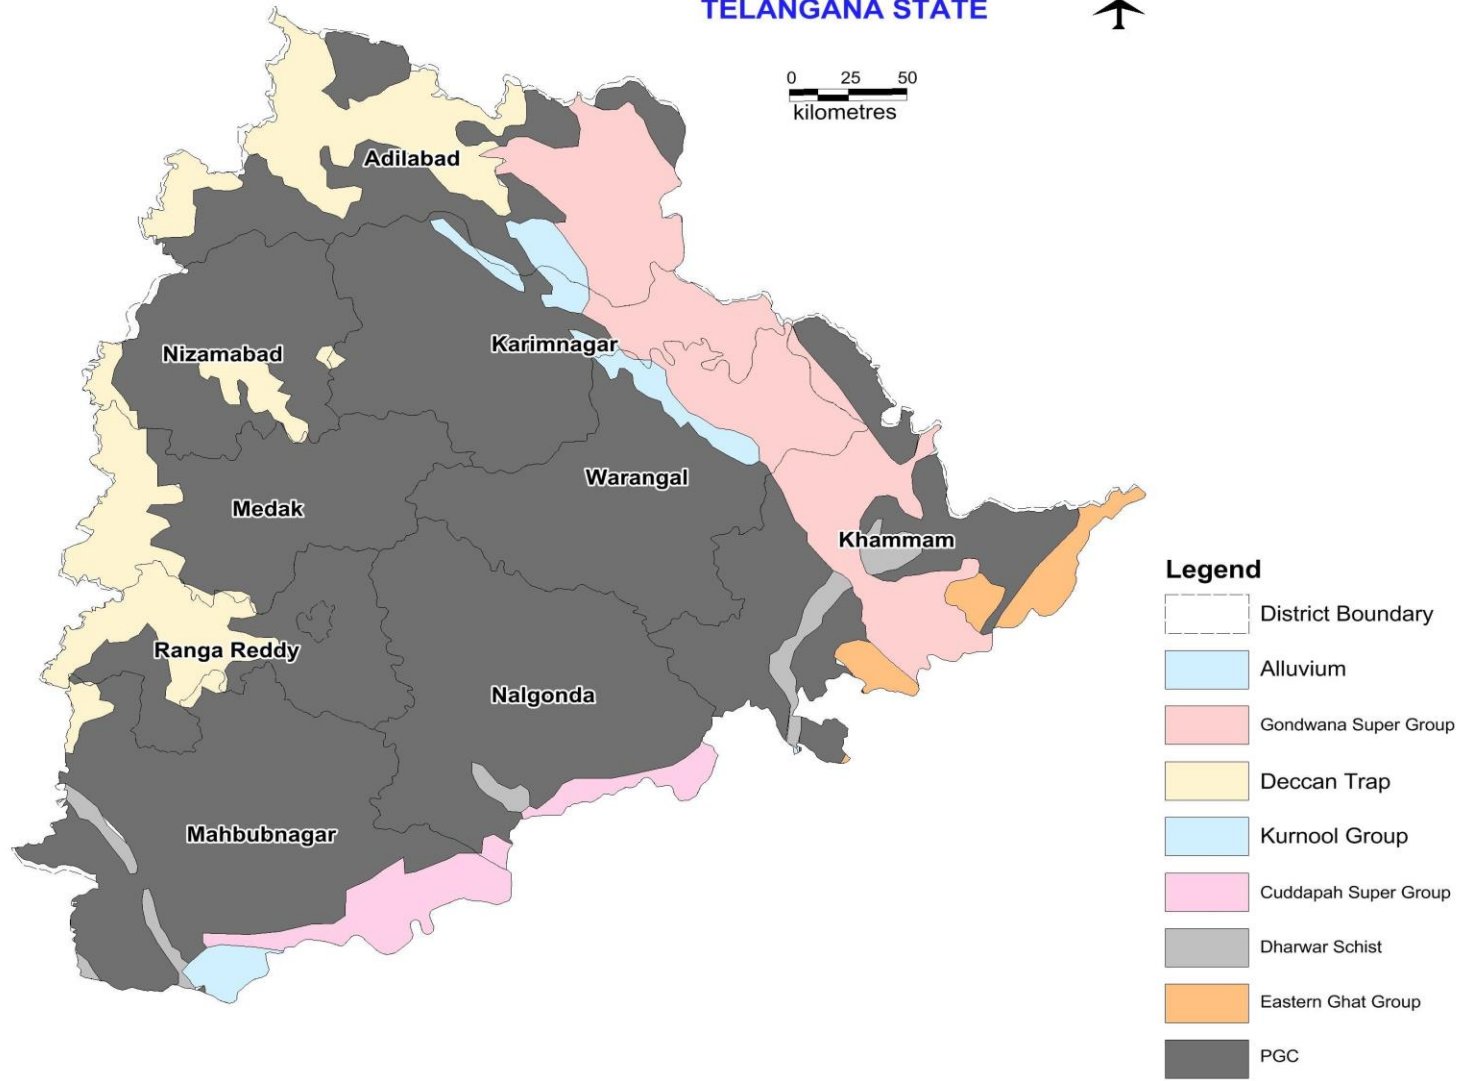 TELANGANA STATE
0 25 50
kilometres
Adilabad
Nizamabad
Karimnagar
Medak
Warangal
Khammam
Ranga Reddy
Nalgonda
Mahbubnagar
Legend
District Boundary
Alluvium
Gondwana Super Group
Deccan Trap
Kurnool Group
Cuddapah Super Group
Dharwar Schist
Eastern Ghat Group
PGC